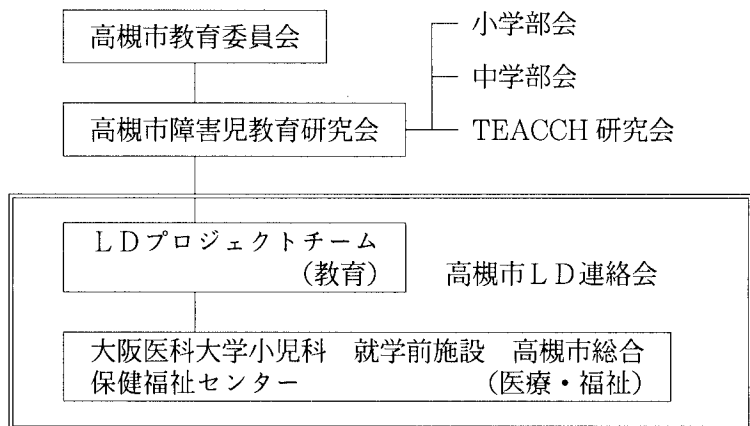 高槻市教育委員会
小学部会
中学部会
高槻市障害児教育研究会
TEACCH 研究会
LDプロジェクトチーム
(教育)
高槻市LD連絡会
大阪医科大学小児科 就学前施設 高槻市総合
保健福祉センター (医療・福祉)